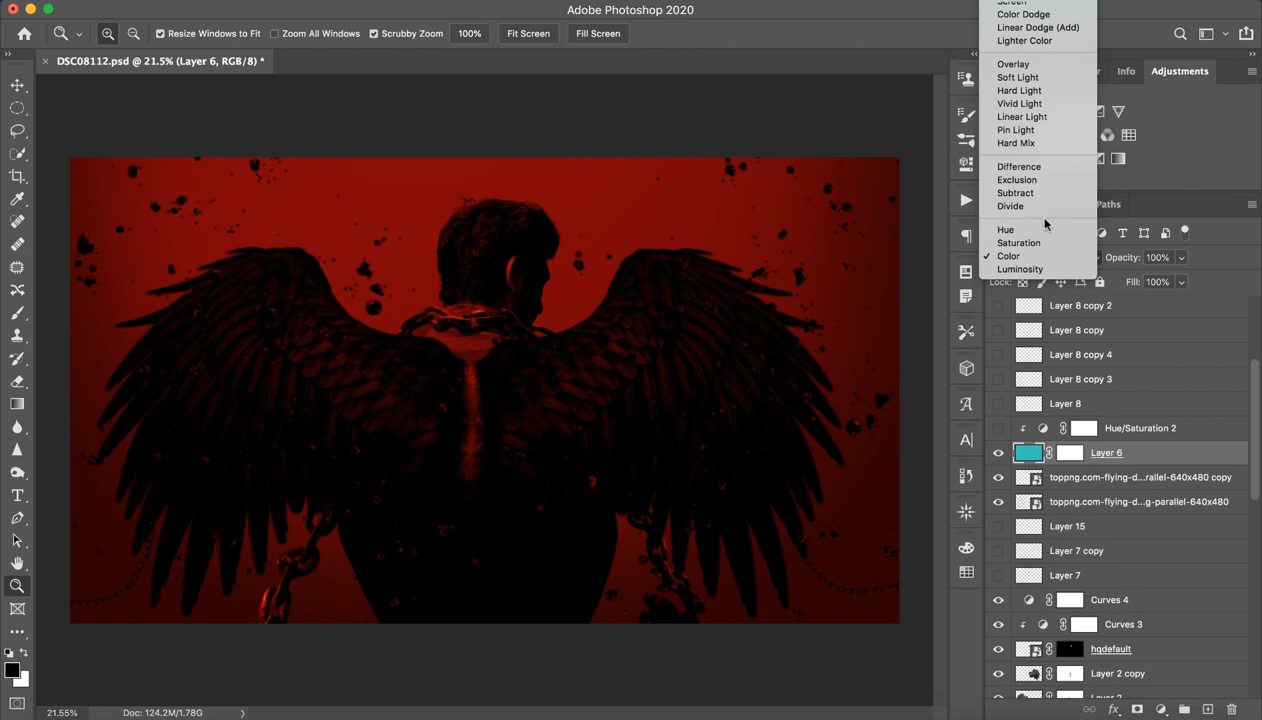 Adobe Photoshop 2020
Resize Windows to Fit
Zoom All Windows
Scrubby Zoom
100%
Fit Screen
Fill Screen
× DSC08112.psd @ 21.5% (Layer 6, RGB/8) *
Screen
Color Dodge
Linear Dodge (Add)
Lighter Color
Overlay
Soft Light
Hard Light
Vivid Light
Linear Light
Pin Light
Hard Mix
Difference
Exclusion
Subtract
Divide
Hue
Saturation
✓ Color
Luminosity
Info
Adjustments
Paths
Opacity: 100%
Lock:
Fill: 100%
Layer 8 copy 2
Layer 8 copy
Layer 8 copy 4
Layer 8 copy 3
Layer 8
Hue/Saturation 2
Layer 6
toppng.com-flying-d...rallel-640x480 copy
toppng.com-flying-d...g-parallel-640x480
Layer 15
Layer 7 copy
Layer 7
Curves 4
Curves 3
hqdefault
Layer 2 copy
21.55%
Doc: 124.2M/1.78G